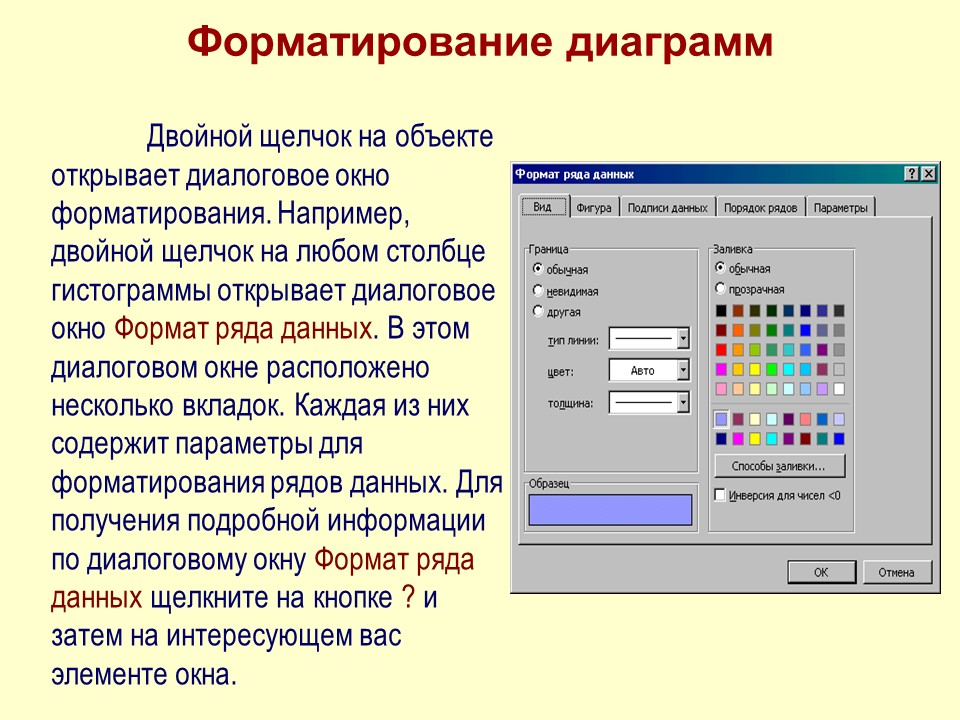 Форматирование диаграмм
Двойной щелчок на объекте
открывает диалоговое окно
форматирования. Например,
двойной щелчок на любом столбце
гистограммы открывает диалоговое
окно Формат ряда данных. В этом
диалоговом окне расположено
несколько вкладок. Каждая из них
содержит параметры для
форматирования рядов данных. Для
получения подробной информации
по диалоговому окну Формат ряда
данных щелкните на кнопке ? и
затем на интересующем вас
элементе окна.
Формат ряда данных
Вид Фигура Подписи данных Порядок рядов Параметры
Граница
обычная
невидимая
другая
тип линии:
цвет: Авто
толщина:
Образец
Заливка
обычная
прозрачная
Способы заливки...
Инверсия для чисел <0
ОК Отмена